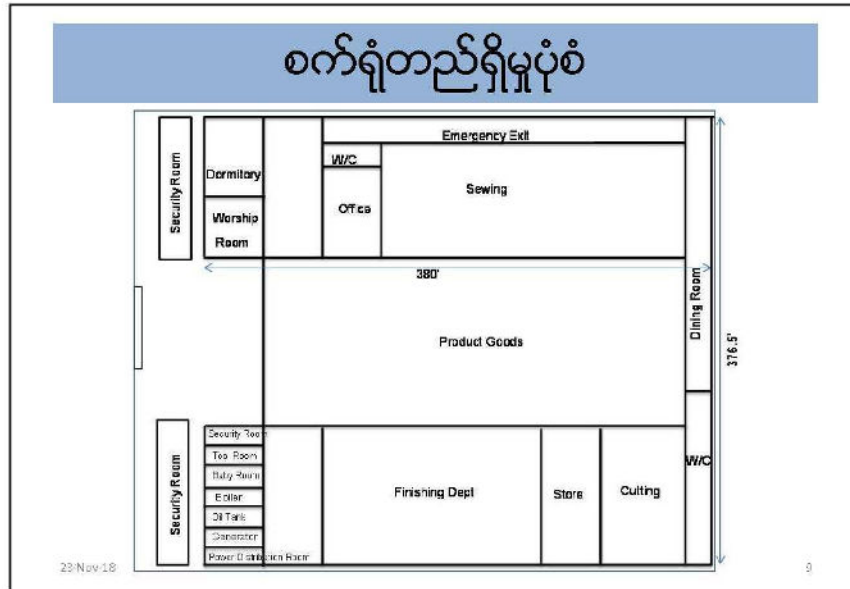 စက်ရုံတည်ရှိမှုပုံစံ
Emergency Exit
Security Room
Dormitory
W/C
Sewing
Office
Worship
Room
380'
Dining Room
376.5'
Product Goods
Security Room
Security Room
Tool Room
Baby Room
Boiler
Oil Tank
Generator
Power Distribution Room
Finishing Dept
Store
Cutting
W/C
23-Nov-18
9